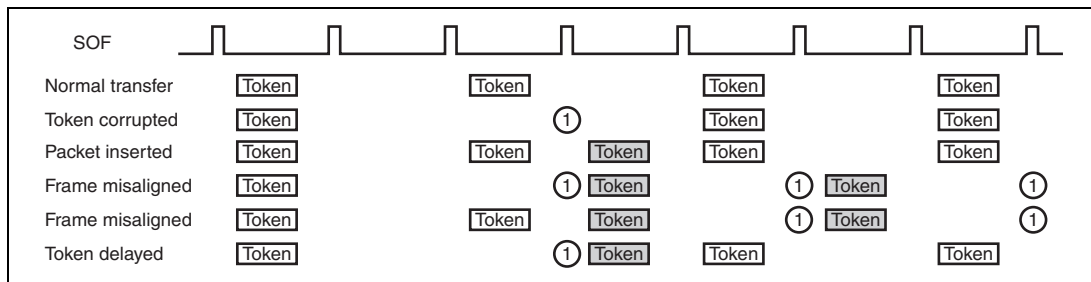 SOF
Normal transfer Token Token Token Token
Token corrupted Token 1 Token Token
Packet inserted Token Token Token Token Token
Frame misaligned Token 1 Token 1 Token 1
Frame misaligned Token Token Token 1 Token 1
Token delayed Token 1 Token Token Token